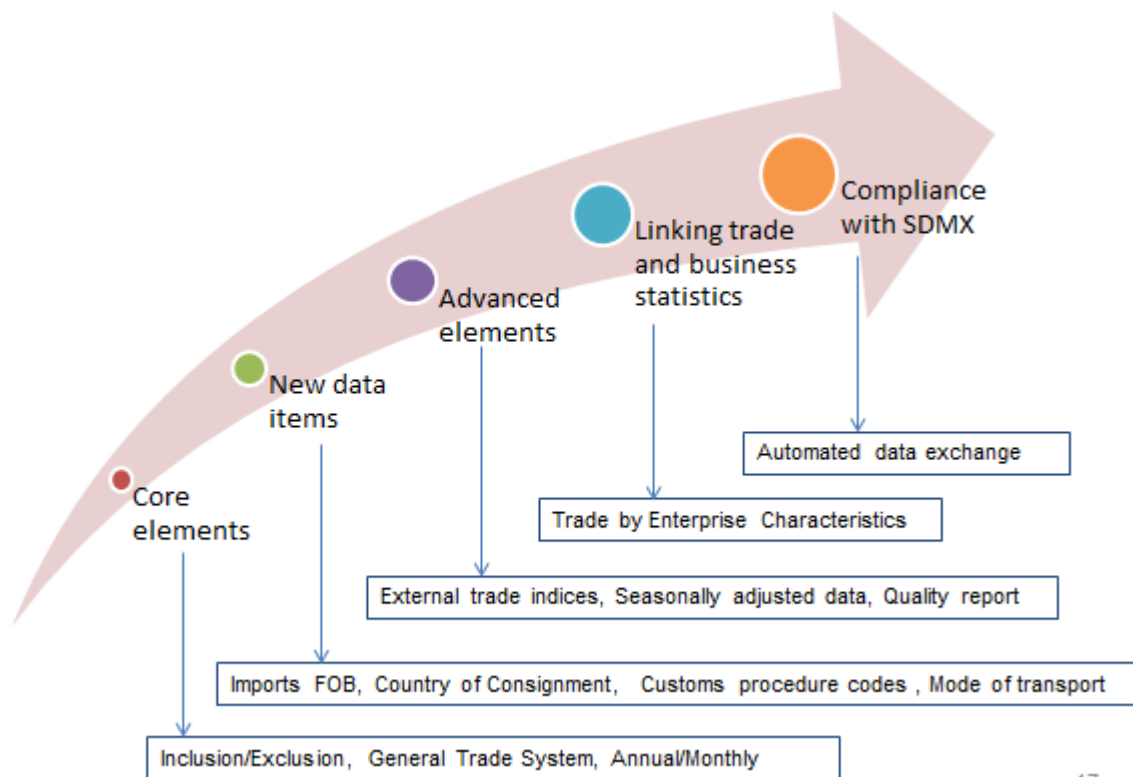 Compliance
with SDMX
Linking trade
and business
statistics
Advanced
elements
New data
items
Core
elements
Automated data exchange
Trade by Enterprise Characteristics
External trade indices, Seasonally adjusted data, Quality report
Imports FOB, Country of Consignment, Customs procedure codes , Mode of transport
Inclusion/Exclusion, General Trade System, Annual/Monthly